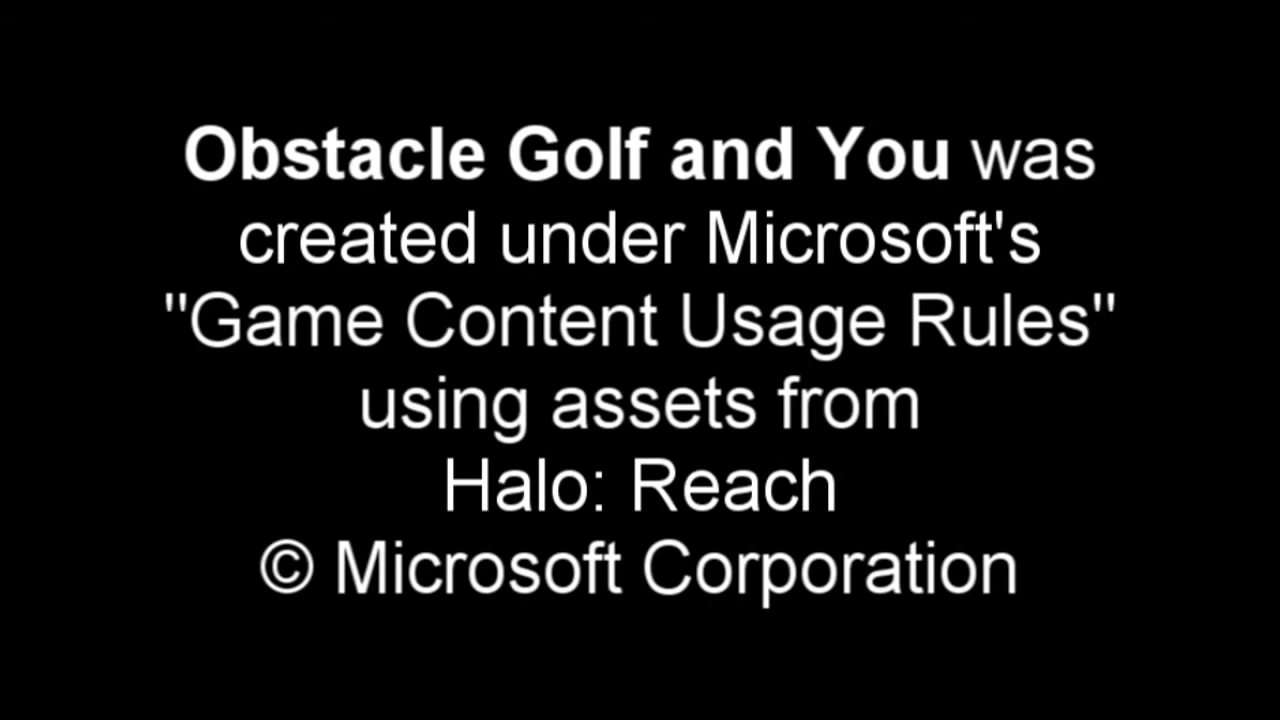 Obstacle Golf and You was
created under Microsoft's
"Game Content Usage Rules"
using assets from
Halo: Reach
© Microsoft Corporation